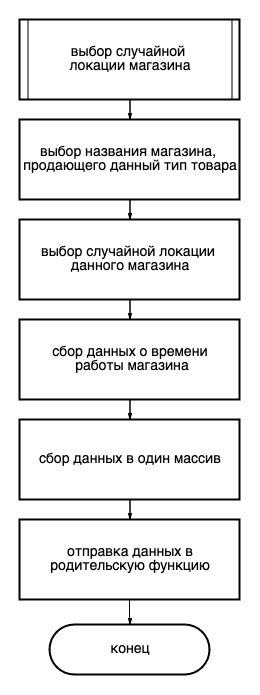 выбор случайной
локации магазина
выбор названия магазина,
продающего данный тип товара
выбор случайной локации
данного магазина
сбор данных о времени
работы магазина
сбор данных в один массив
отправка данных в
родительскую функцию
конец